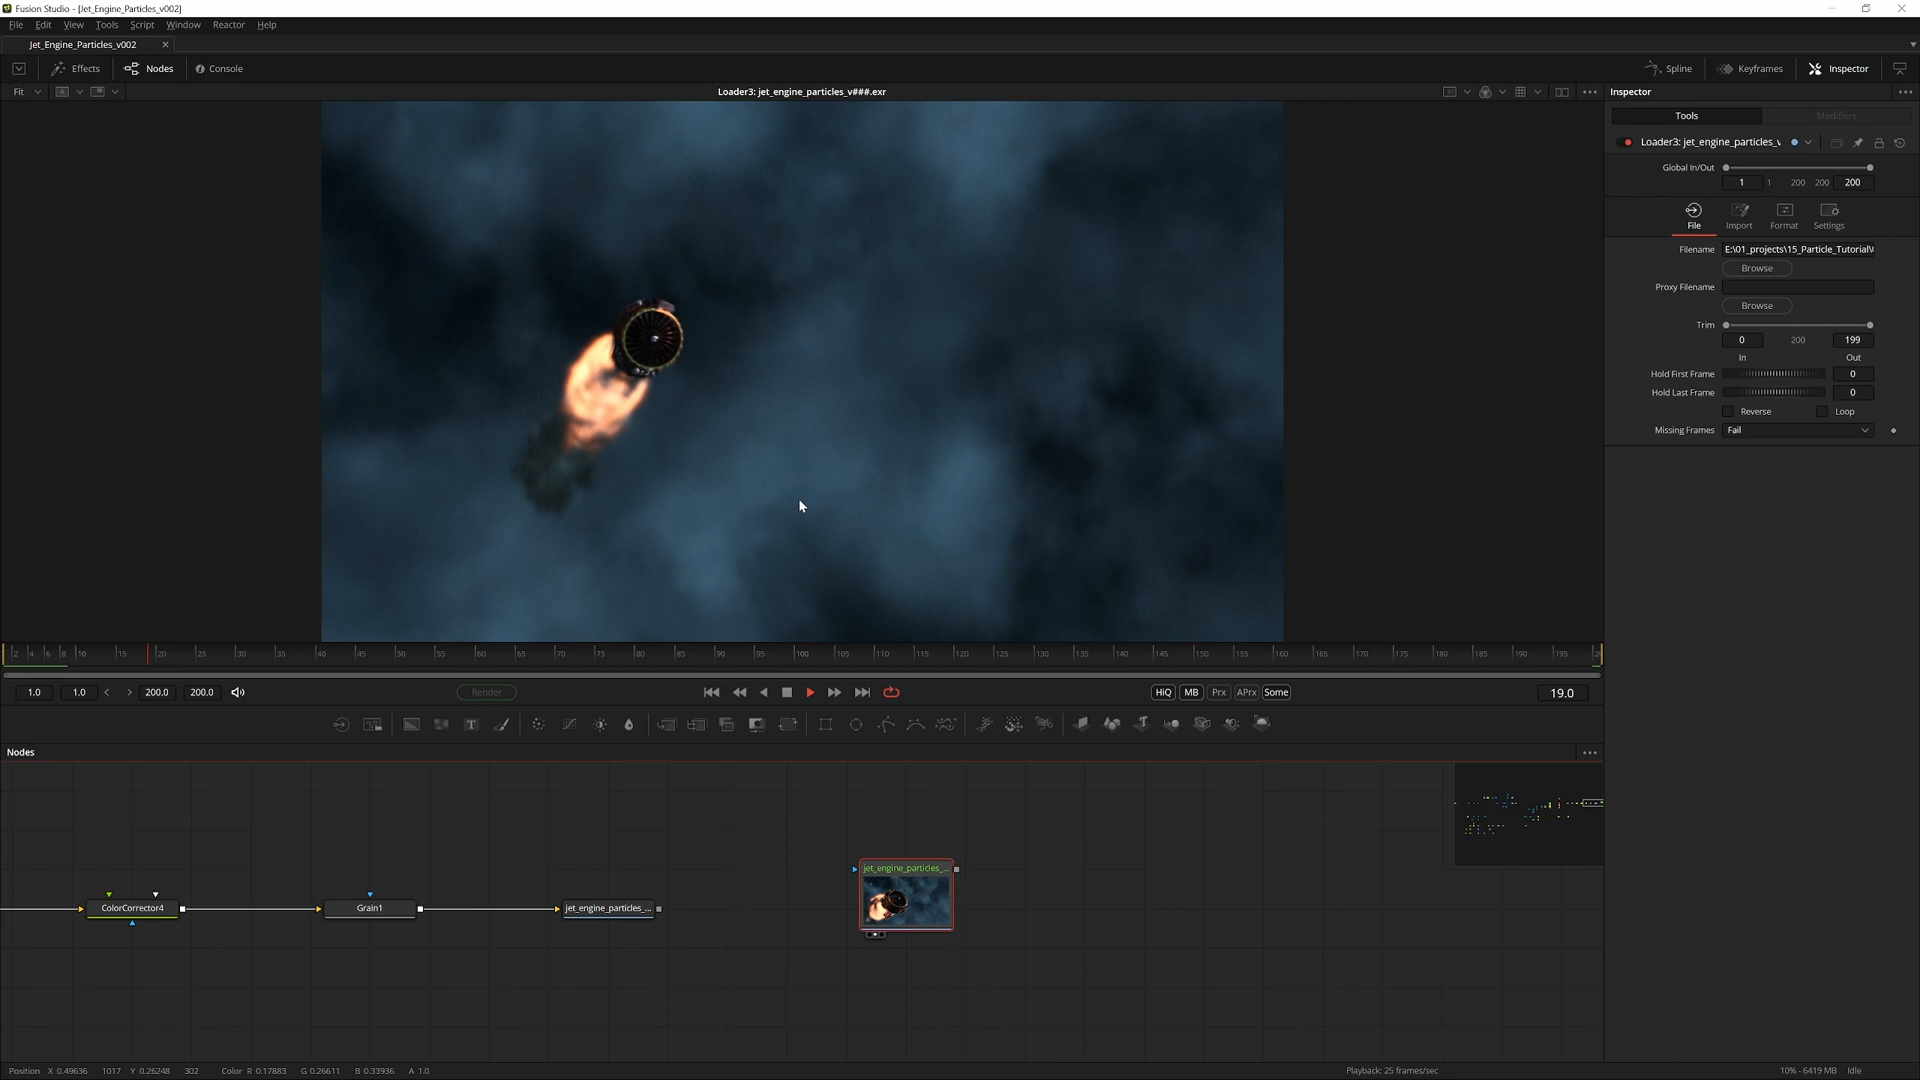 Fusion Studio - [Jet_Engine_Particles_v002]
File Edit View Tools Script Window Reactor Help
Jet_Engine_Particles_v002
Effects Nodes Console Spline Keyframes Inspector
Fit Loader3: jet_engine_particles_v###.exr Inspector
Tools Modifiers
Loader3: jet_engine_particles_v
Global In/Out
1 1 200 200 200
File Import Format Settings
Filename E:\01_projects\15_Particle_Tutorial\
Browse
Proxy Filename
Browse
Trim
0 200 199
In Out
Hold First Frame 0
Hold Last Frame 0
Reverse Loop
Missing Frames Fail
2 4 6 8 10 15 20 25 30 35 40 45 50 55 60 65 70 75 80 85 90 95 100 105 110 115 120 125 130 135 140 145 150 155 160 165 170 175 180 185 190 195
1.0 1.0 200.0 200.0 Render HiQ MB Prx APrx Some 19.0
Nodes
jet_engine_particles_...
ColorCorrector4 Grain1 jet_engine_particles_...
Position X 0.49636 1017 Y 0.26248 302 Color R 0.17883 G 0.26611 B 0.33936 A 1.0 Playback: 25 frames/sec 10% - 6419 MB Idle